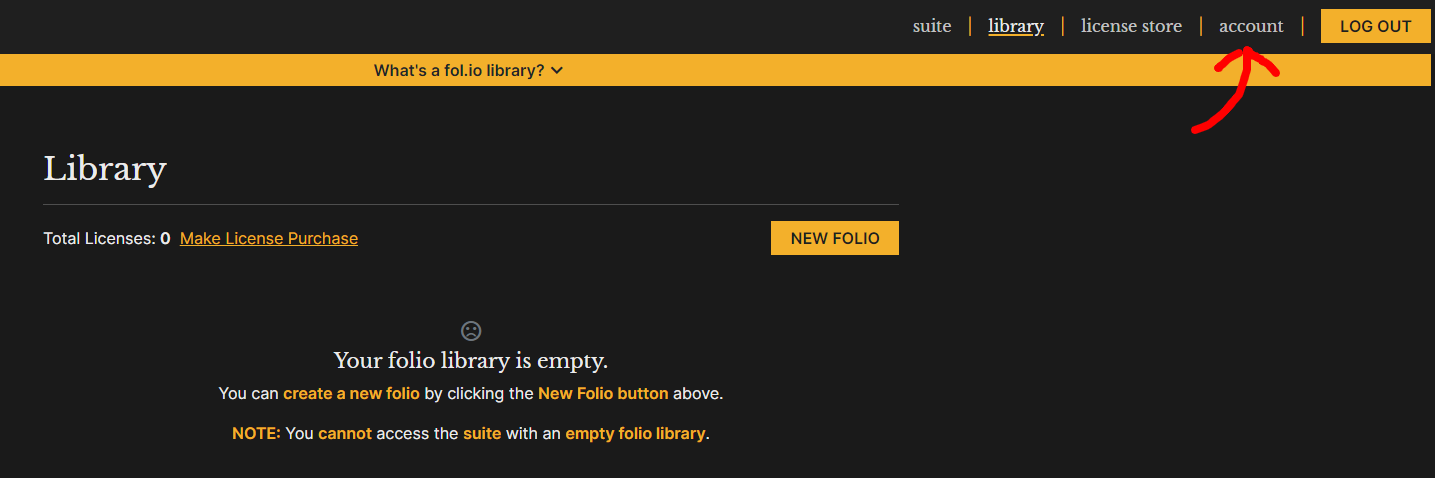 suite | library | license store | account | LOG OUT
What's a fol.io library?
Library
Total Licenses: 0 Make License Purchase NEW FOLIO
Your folio library is empty.
You can create a new folio by clicking the New Folio button above.
NOTE: You cannot access the suite with an empty folio library.